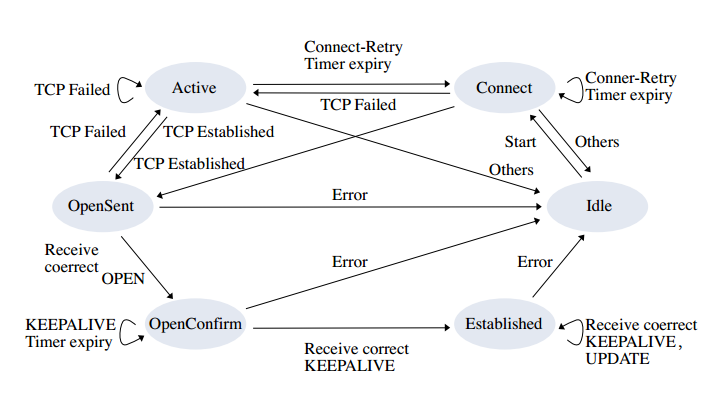 Connect-Retry
Timer expiry
TCP Failed
Active
Connect
Conner-Retry
Timer expiry
TCP Failed
TCP Failed
TCP Established
Start
Others
TCP Established
Others
OpenSent
Error
Idle
Receive
coerrect
OPEN
Error
Error
KEEPALIVE
Timer expiry
OpenConfirm
Established
Receive coerrect
KEEPALIVE ,
UPDATE
Receive correct
KEEPALIVE